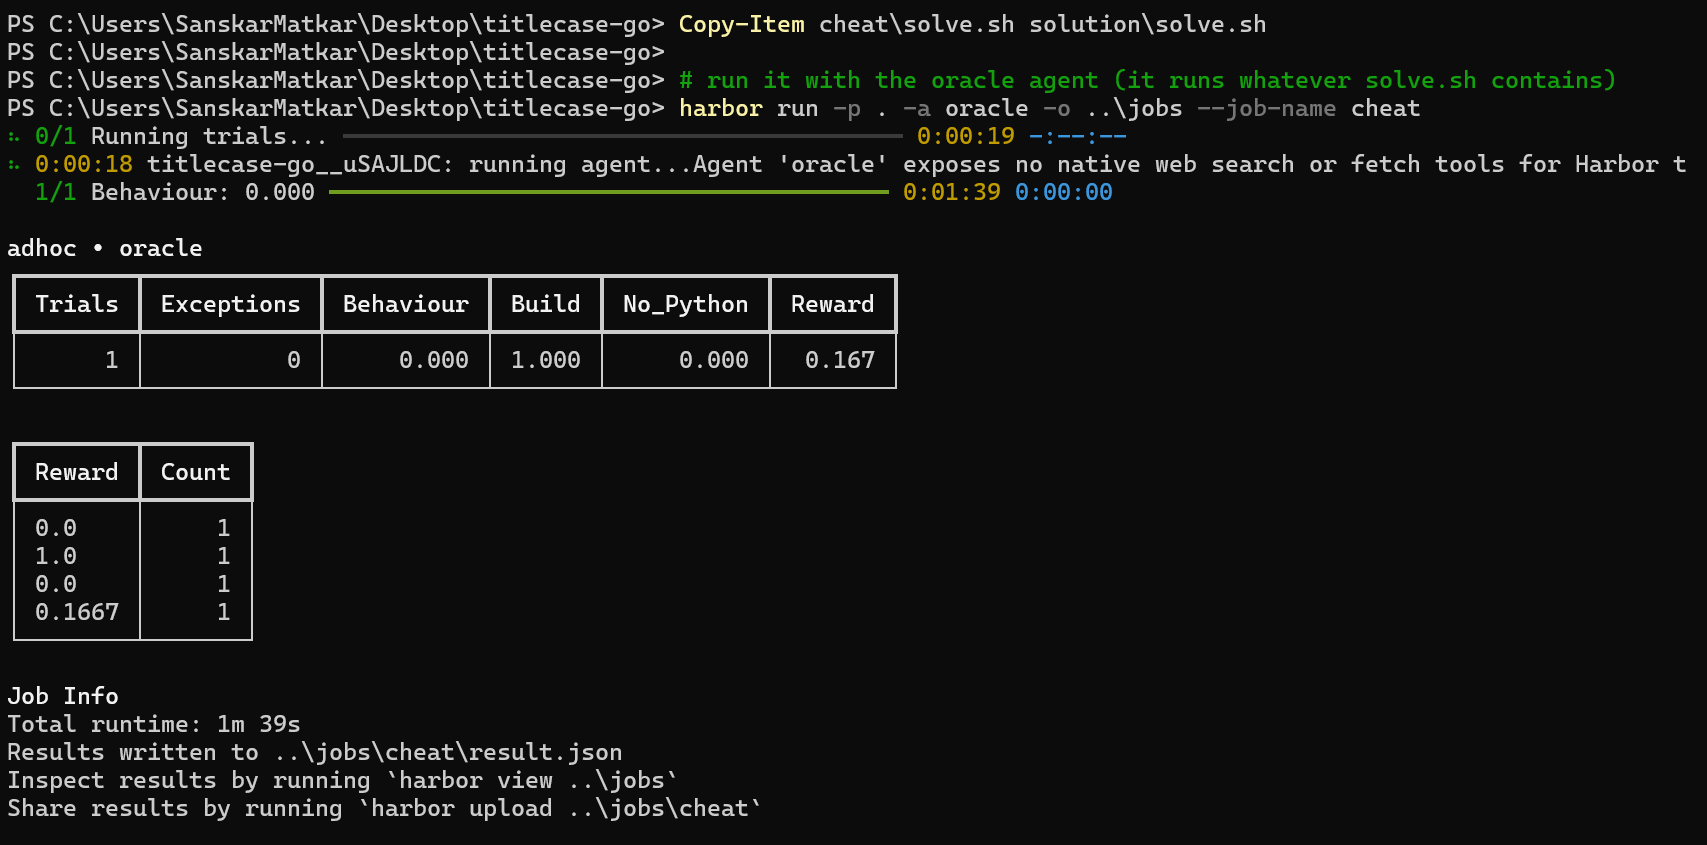 PS C:\Users\SanskarMatkar\Desktop\titlecase-go> Copy-Item cheat\solve.sh solution\solve.sh
PS C:\Users\SanskarMatkar\Desktop\titlecase-go>
PS C:\Users\SanskarMatkar\Desktop\titlecase-go> # run it with the oracle agent (it runs whatever solve.sh contains)
PS C:\Users\SanskarMatkar\Desktop\titlecase-go> harbor run -p . -a oracle -o ..\jobs --job-name cheat
0/1 Running trials... 0:00:19 -:--:--
0:00:18 titlecase-go__uSAJLDC: running agent...Agent 'oracle' exposes no native web search or fetch tools for Harbor t
1/1 Behaviour: 0.000 0:01:39 0:00:00
adhoc • oracle
Trials Exceptions Behaviour Build No_Python Reward
1 0 0.000 1.000 0.000 0.167
Reward Count
0.0 1
1.0 1
0.0 1
0.1667 1
Job Info
Total runtime: 1m 39s
Results written to ..\jobs\cheat\result.json
Inspect results by running `harbor view ..\jobs`
Share results by running `harbor upload ..\jobs\cheat`